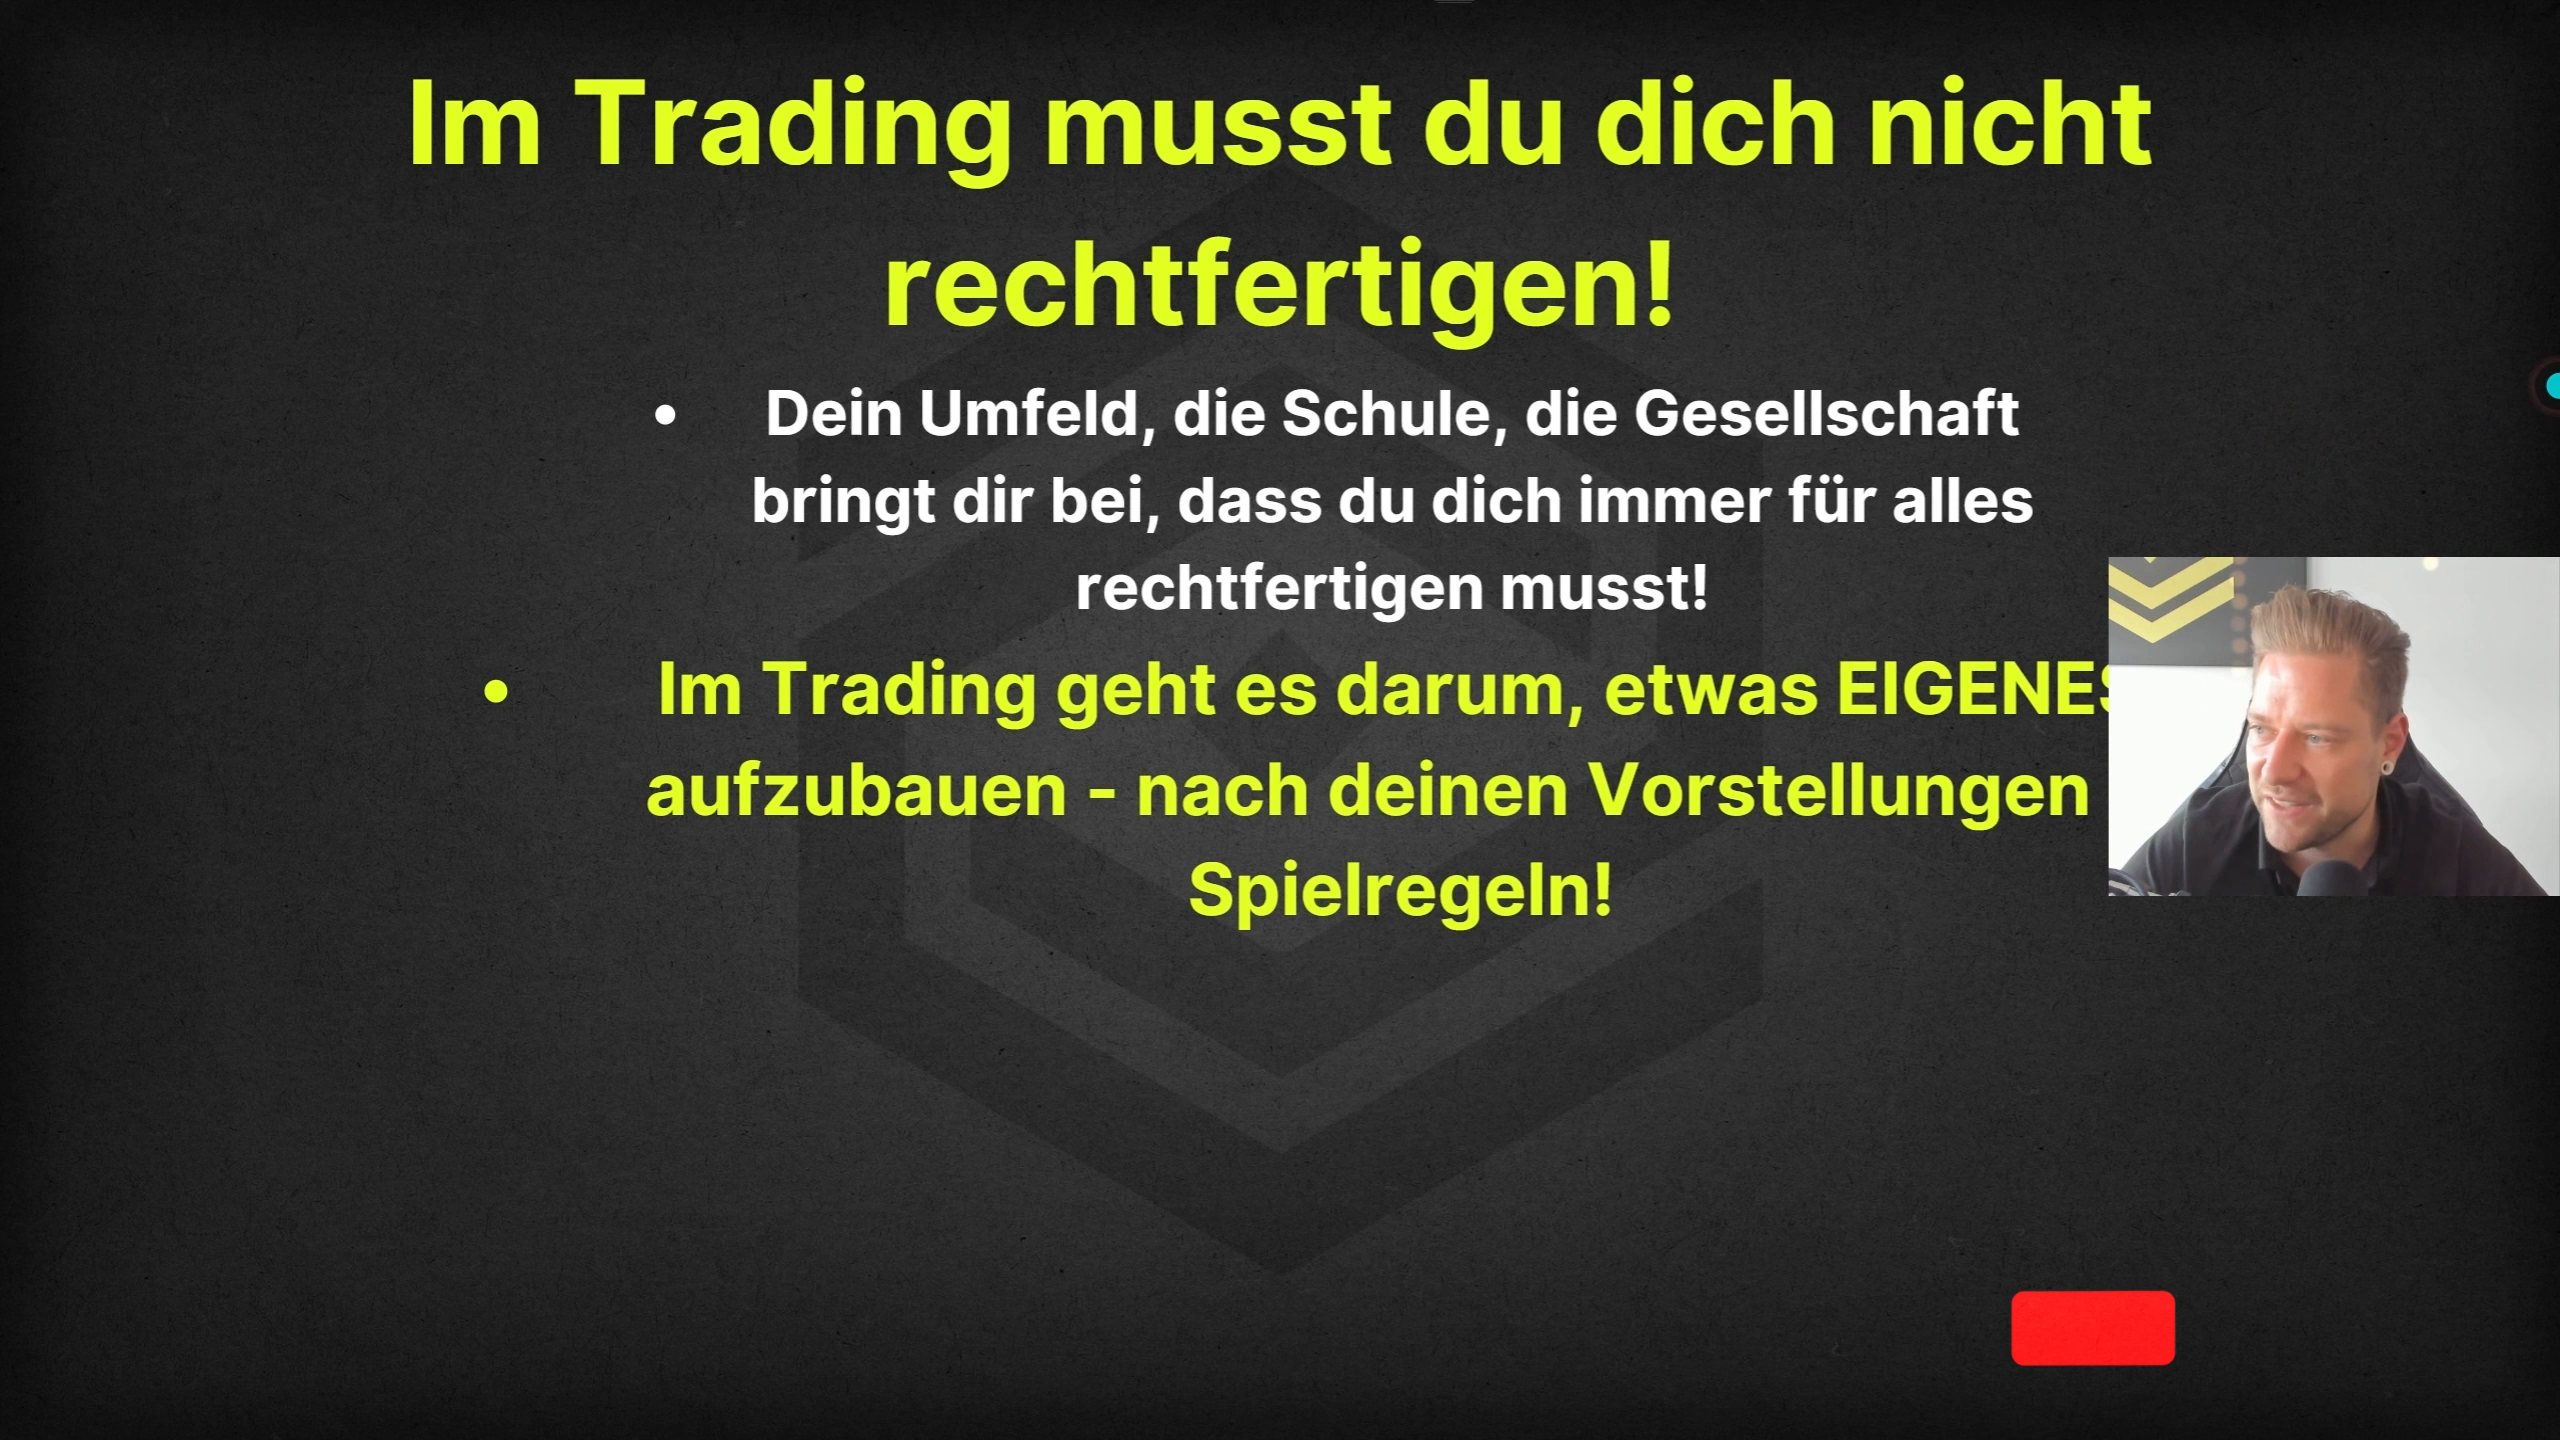 Im Trading musst du dich nicht
rechtfertigen!
• Dein Umfeld, die Schule, die Gesellschaft
bringt dir bei, dass du dich immer für alles
rechtfertigen musst!
• Im Trading geht es darum, etwas EIGENES
aufzubauen - nach deinen Vorstellungen
Spielregeln!